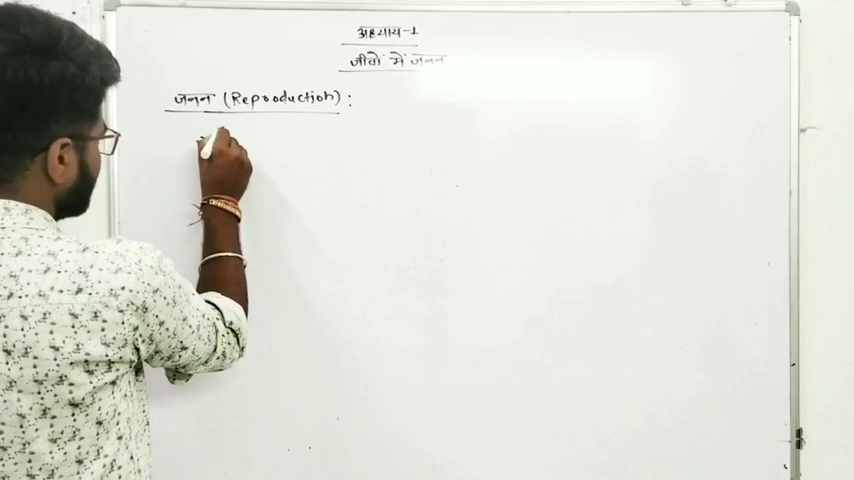 अध्याय-1
जीवों में जनन
जनन (Reproduction) :